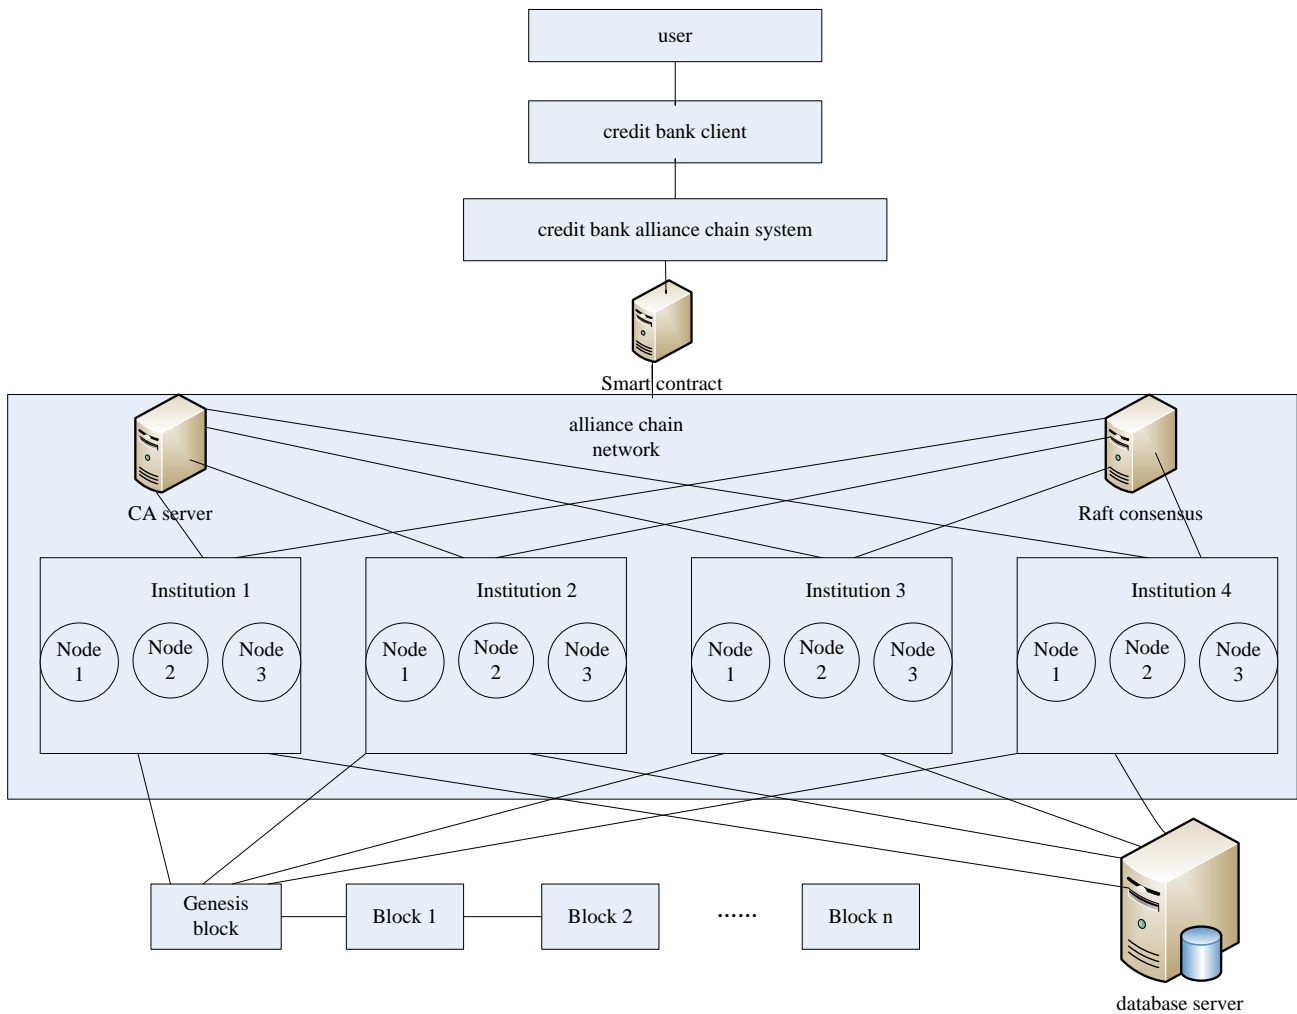 user
credit bank client
credit bank alliance chain system
Smart contract
alliance chain
network
CA server
Raft consensus
Institution 1
Institution 2
Institution 3
Institution 4
Node
1
Node
2
Node
3
Node
1
Node
2
Node
3
Node
1
Node
2
Node
3
Node
1
Node
2
Node
3
Genesis
block
Block 1
Block 2
······
Block n
database server